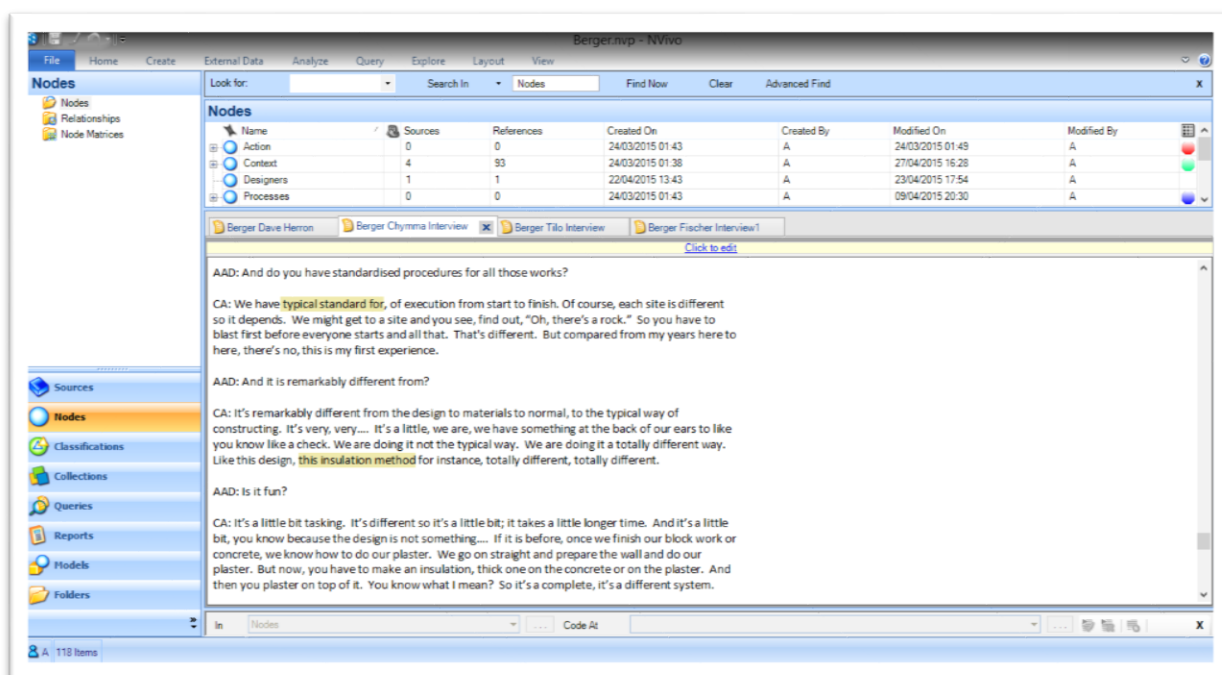 Berger.nvp - NVivo
File Home Create External Data Analyze Query Explore Layout View
Nodes
Look for: Search In Nodes Find Now Clear Advanced Find x
Nodes
Relationships
Node Matrices
Nodes
Name Sources References Created On Created By Modified On Modified By
Action 0 0 24/03/2015 01:43 A 24/03/2015 01:49 A
Context 4 93 24/03/2015 01:38 A 27/04/2015 16:28 A
Designers 1 1 22/04/2015 13:43 A 23/04/2015 17:54 A
Processes 0 0 24/03/2015 01:43 A 09/04/2015 20:30 A
Berger Dave Herron Berger Chymma Interview Berger Tilo Interview Berger Fischer Interview1
Click to edit
AAD: And do you have standardised procedures for all those works?
CA: We have typical standard for, of execution from start to finish. Of course, each site is different
so it depends. We might get to a site and you see, find out, “Oh, there’s a rock.” So you have to
blast first before everyone starts and all that. That’s different. But compared from my years here to
here, there’s no, this is my first experience.
AAD: And it is remarkably different from?
CA: It’s remarkably different from the design to materials to normal, to the typical way of
constructing. It’s very, very.... It’s a little, we are, we have something at the back of our ears to like
you know like a check. We are doing it not the typical way. We are doing it a totally different way.
Like this design, this insulation method for instance, totally different, totally different.
AAD: Is it fun?
CA: It’s a little bit tasking. It’s different so it’s a little bit; it takes a little longer time. And it’s a little
bit, you know because the design is not something.... If it is before, once we finish our block work or
concrete, we know how to do our plaster. We go on straight and prepare the wall and do our
plaster. But now, you have to make an insulation, thick one on the concrete or on the plaster. And
then you plaster on top of it. You know what I mean? So it’s a complete, it’s a different system.
Sources
Nodes
Classifications
Collections
Queries
Reports
Models
Folders
In Nodes ... Code At ... x
A 118 Items